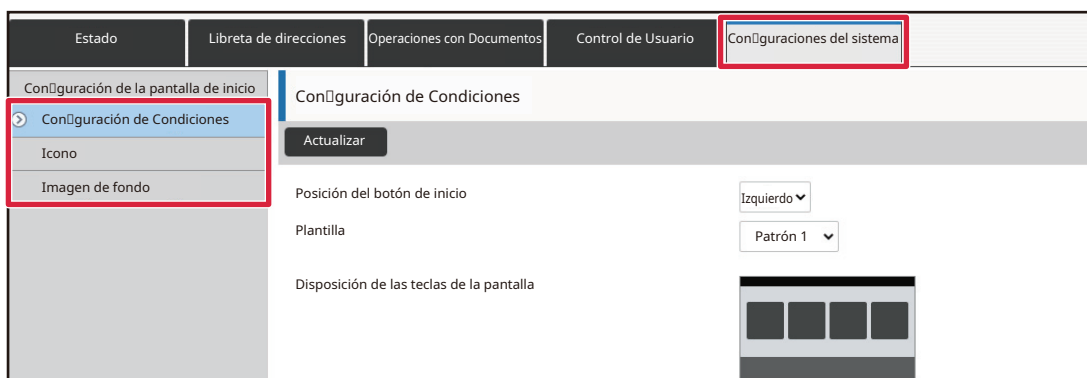 Estado
Libreta de direcciones
Operaciones con Documentos
Control de Usuario
Con▯guraciones del sistema
Con▯guración de la pantalla de inicio
Con▯guración de Condiciones
Icono
Imagen de fondo
Con▯guración de Condiciones
Actualizar
Posición del botón de inicio
Izquierdo
Plantilla
Patrón 1
Disposición de las teclas de la pantalla